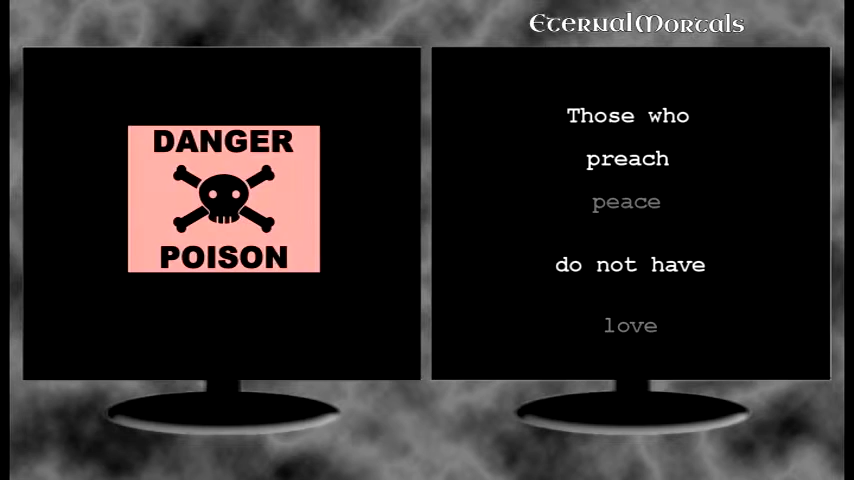 EternalMortals
DANGER
POISON
Those who
preach
peace
do not have
love